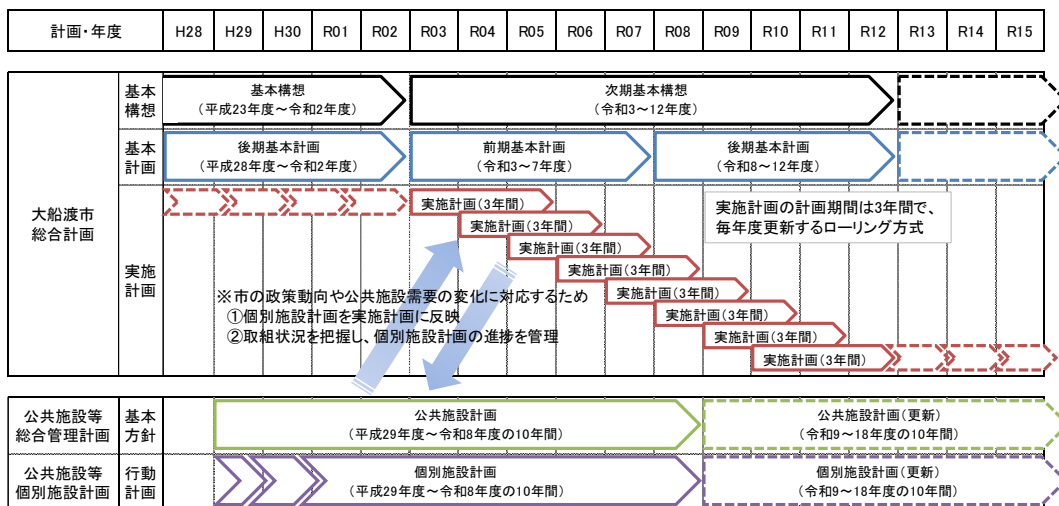 計画・年度 H28 H29 H30 R01 R02 R03 R04 R05 R06 R07 R08 R09 R10 R11 R12 R13 R14 R15
大船渡市
総合計画
基本
構想
基本構想
(平成23年度～令和2年度)
次期基本構想
(令和3～12年度)
基本
計画
後期基本計画
(平成28年度～令和2年度)
前期基本計画
(令和3～7年度)
後期基本計画
(令和8～12年度)
実施
計画
実施計画(3年間)
実施計画(3年間)
実施計画(3年間)
実施計画(3年間)
実施計画(3年間)
実施計画(3年間)
実施計画(3年間)
実施計画(3年間)
実施計画の計画期間は3年間で、
毎年度更新するローリング方式
※市の政策動向や公共施設需要の変化に対応するため
①個別施設計画を実施計画に反映
②取組状況を把握し、個別施設計画の進捗を管理
公共施設等
総合管理計画
基本
方針
公共施設計画
(平成29年度～令和8年度の10年間)
公共施設計画(更新)
(令和9～18年度の10年間)
公共施設等
個別施設計画
行動
計画
個別施設計画
(平成29年度～令和8年度の10年間)
個別施設計画(更新)
(令和9～18年度の10年間)